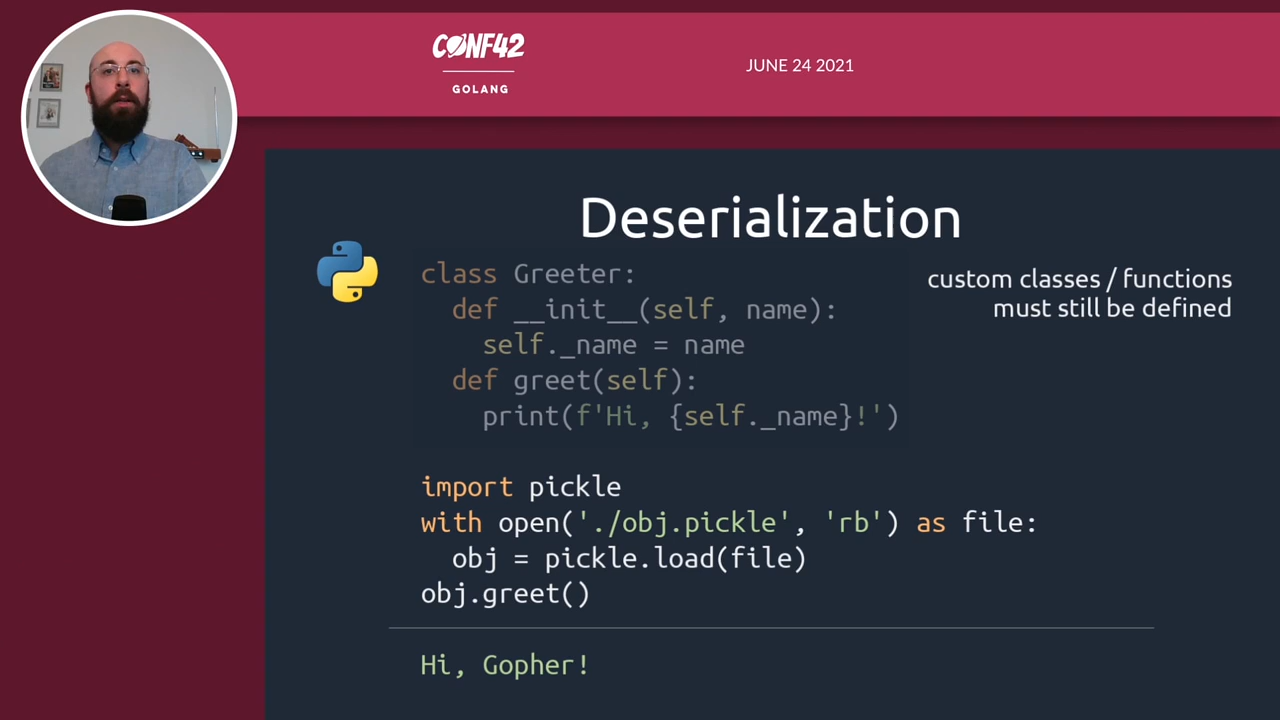 CONF42
GOLANG
JUNE 24 2021
Deserialization
class Greeter:
  def __init__(self, name):
    self._name = name
  def greet(self):
    print(f'Hi, {self._name}!')
custom classes / functions
must still be defined
import pickle
with open('./obj.pickle', 'rb') as file:
  obj = pickle.load(file)
obj.greet()
Hi, Gopher!